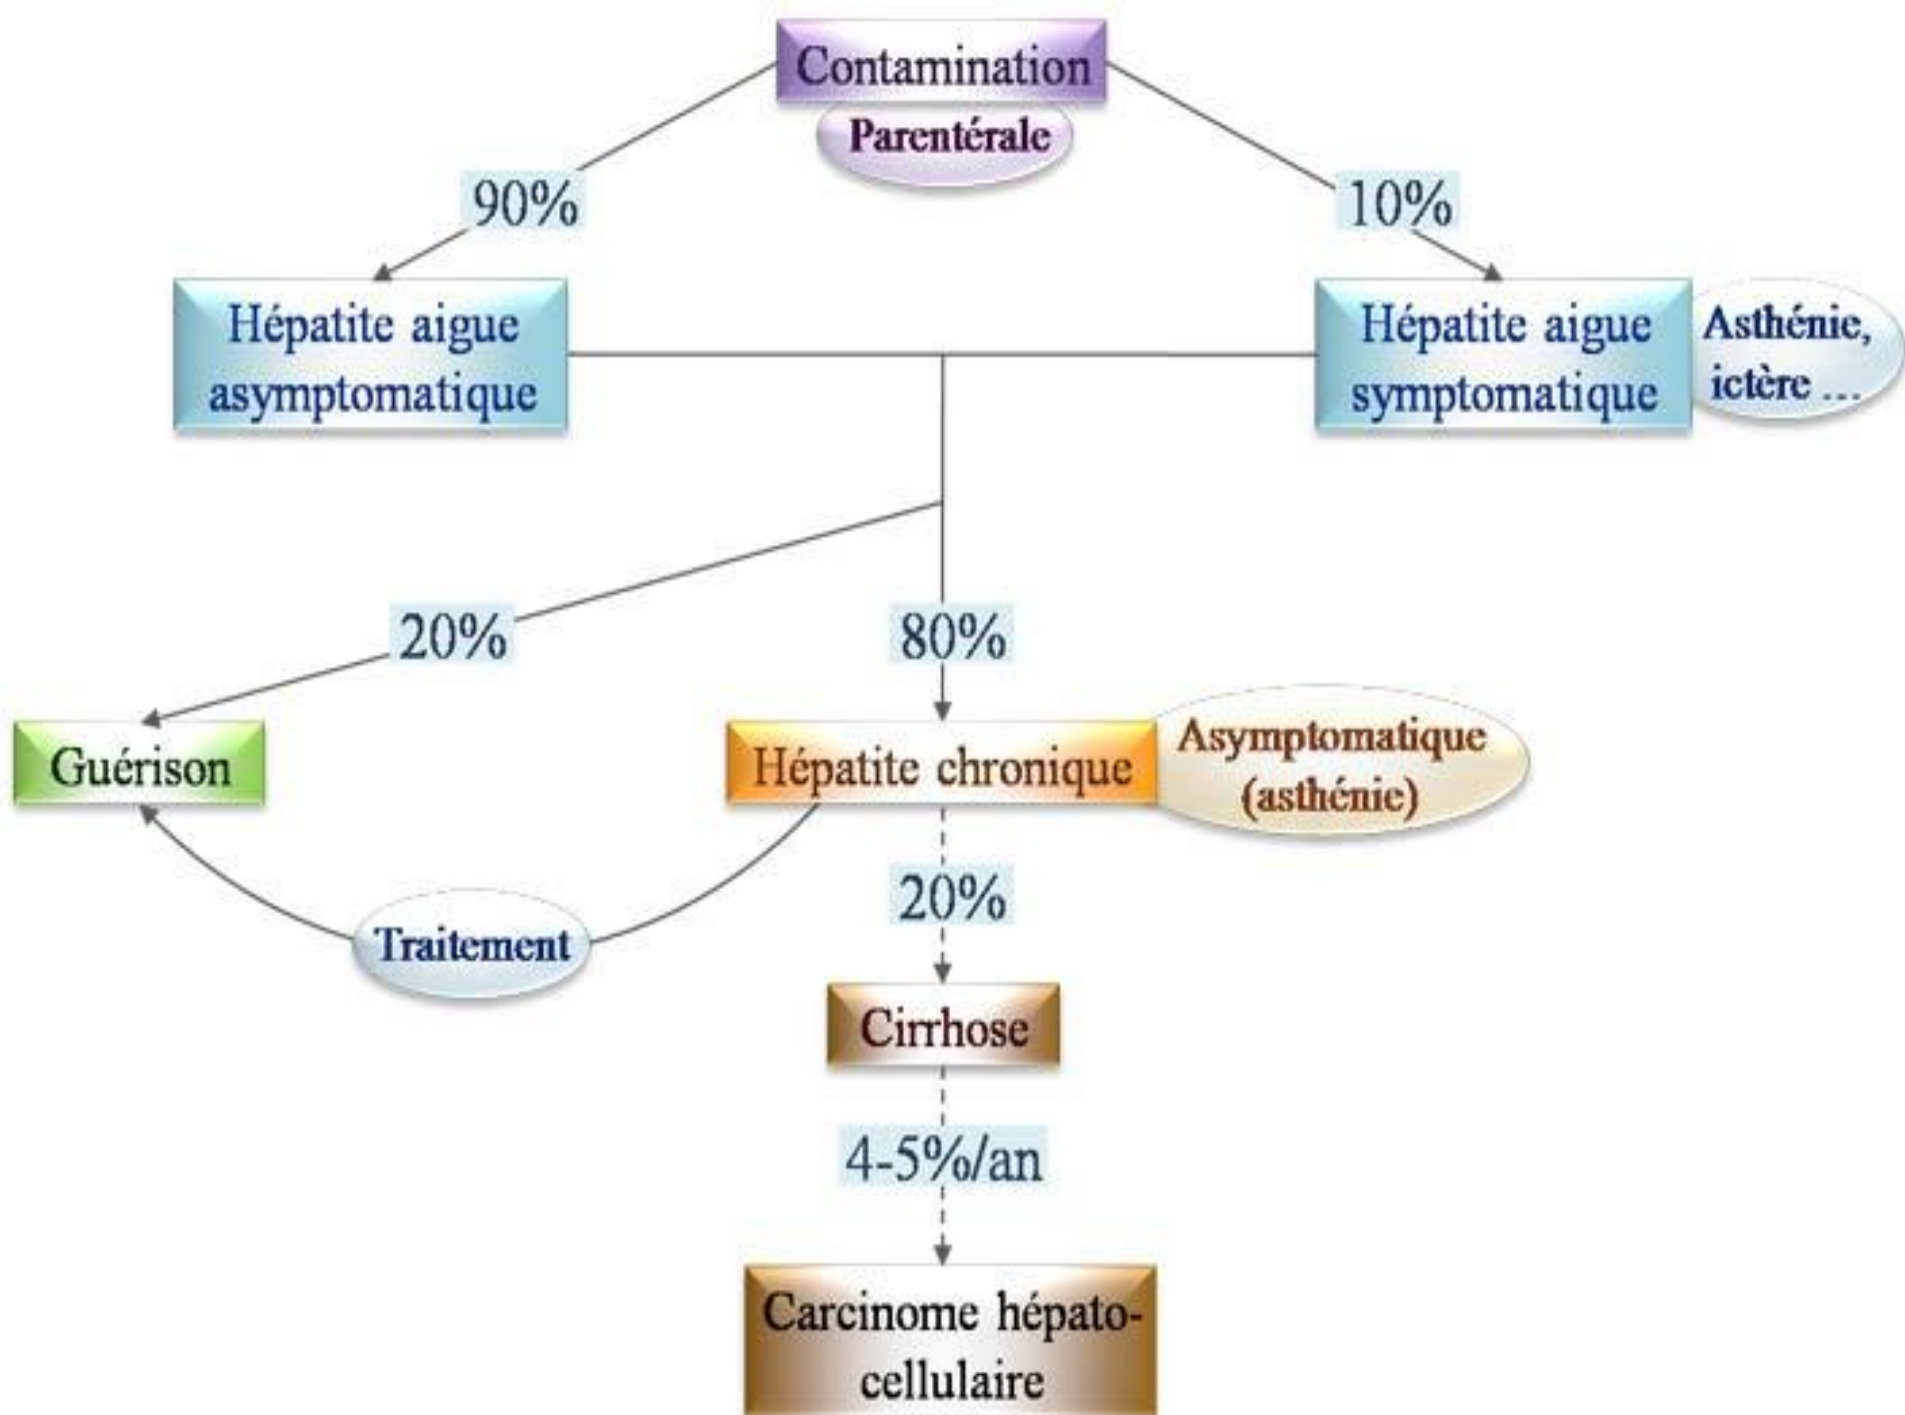 Contamination
Parentérale
90%
10%
Hépatite aigue
asymptomatique
Hépatite aigue
symptomatique
Asthénie,
ictère ...
20%
80%
Guérison
Hépatite chronique
Asymptomatique
(asthénie)
20%
Traitement
Cirrhose
4-5%/an
Carcinome hépato-
cellulaire